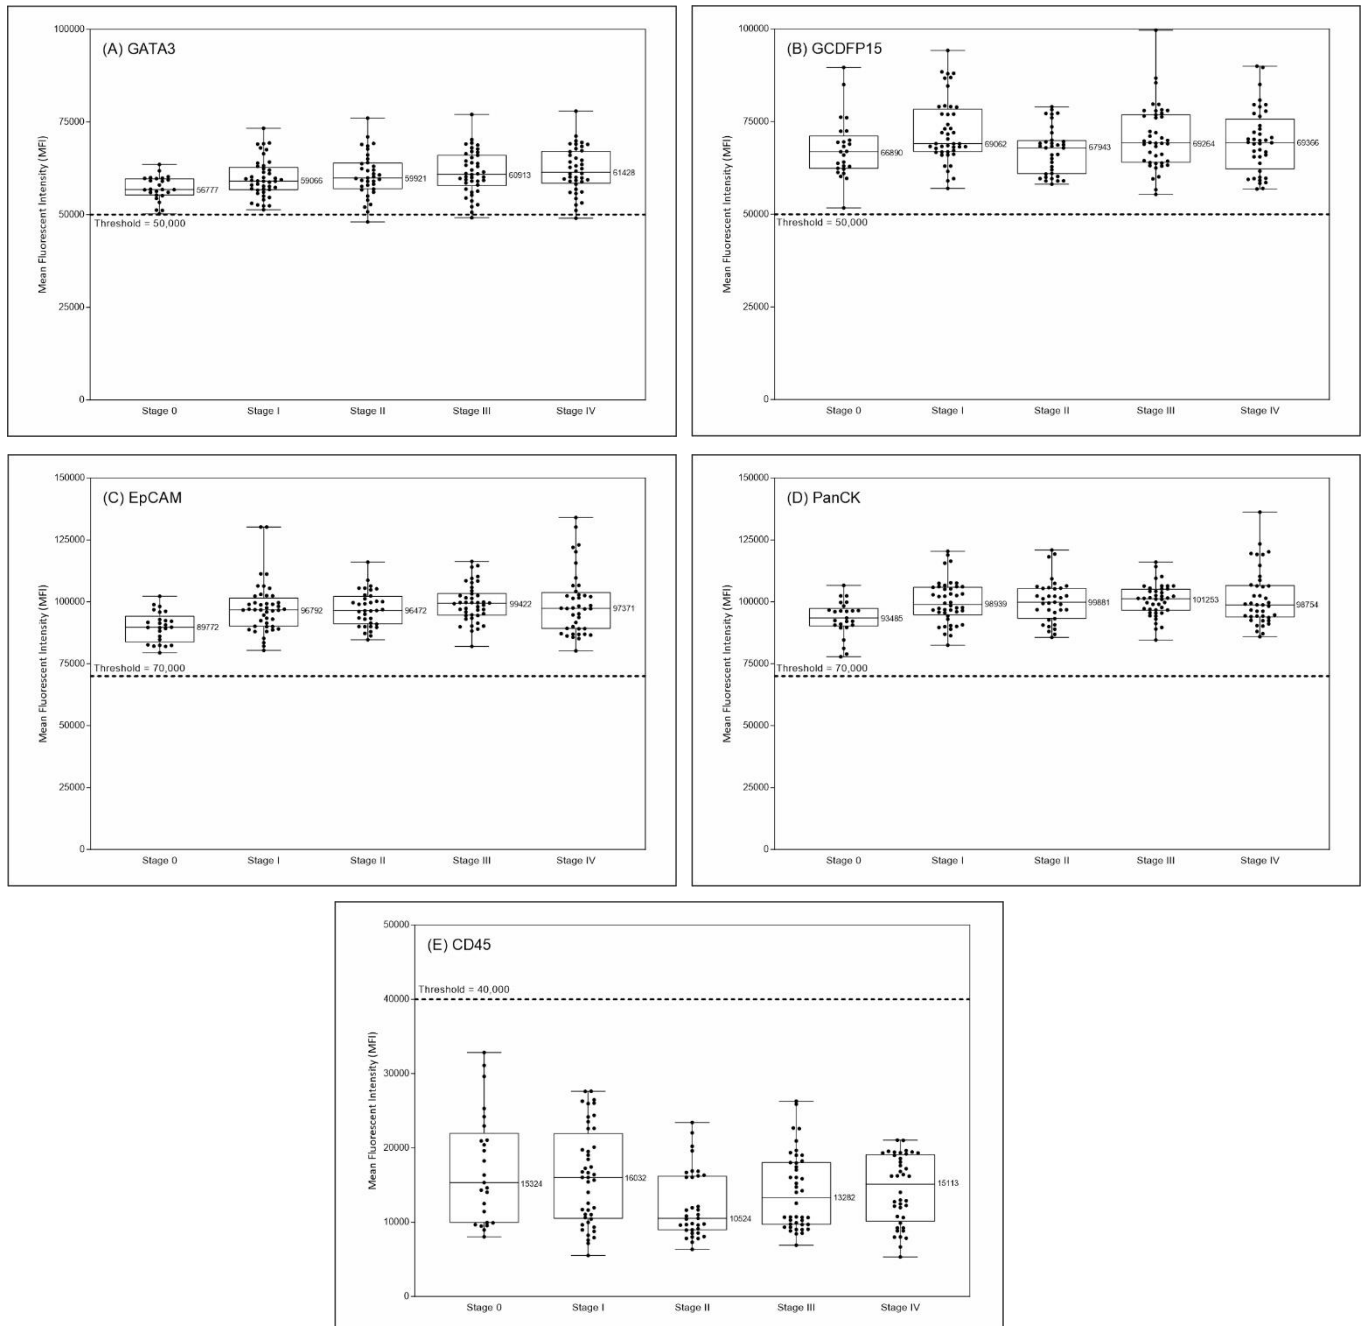 (A) GATA3
Mean Fluorescent Intensity (MFI)
100000
75000
50000
25000
0
Threshold = 50,000
56777
59066
59921
60913
61428
Stage 0
Stage I
Stage II
Stage III
Stage IV
(B) GCDFP15
Mean Fluorescent Intensity (MFI)
100000
75000
50000
25000
0
Threshold = 50,000
66890
69062
67943
69264
69366
Stage 0
Stage I
Stage II
Stage III
Stage IV
(C) EpCAM
Mean Fluorescent Intensity (MFI)
150000
125000
100000
75000
50000
25000
0
Threshold = 70,000
89772
96792
96472
99422
97371
Stage 0
Stage I
Stage II
Stage III
Stage IV
(D) PanCK
Mean Fluorescent Intensity (MFI)
150000
125000
100000
75000
50000
25000
0
Threshold = 70,000
93485
98939
99881
101253
98754
Stage 0
Stage I
Stage II
Stage III
Stage IV
(E) CD45
Mean Fluorescent Intensity (MFI)
50000
40000
30000
20000
10000
0
Threshold = 40,000
15324
16032
10524
13282
15113
Stage 0
Stage I
Stage II
Stage III
Stage IV